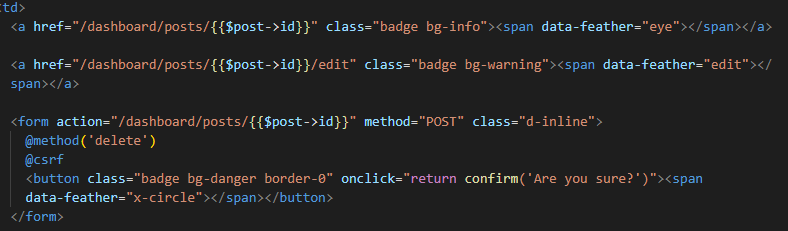 td>
<a href="/dashboard/posts/{{$post->id}}" class="badge bg-info"><span data-feather="eye"></span></a>
<a href="/dashboard/posts/{{$post->id}}/edit" class="badge bg-warning"><span data-feather="edit"></
span></a>
<form action="/dashboard/posts/{{$post->id}}" method="POST" class="d-inline">
@method('delete')
@csrf
<button class="badge bg-danger border-0" onclick="return confirm('Are you sure?')"><span
data-feather="x-circle"></span></button>
</form>